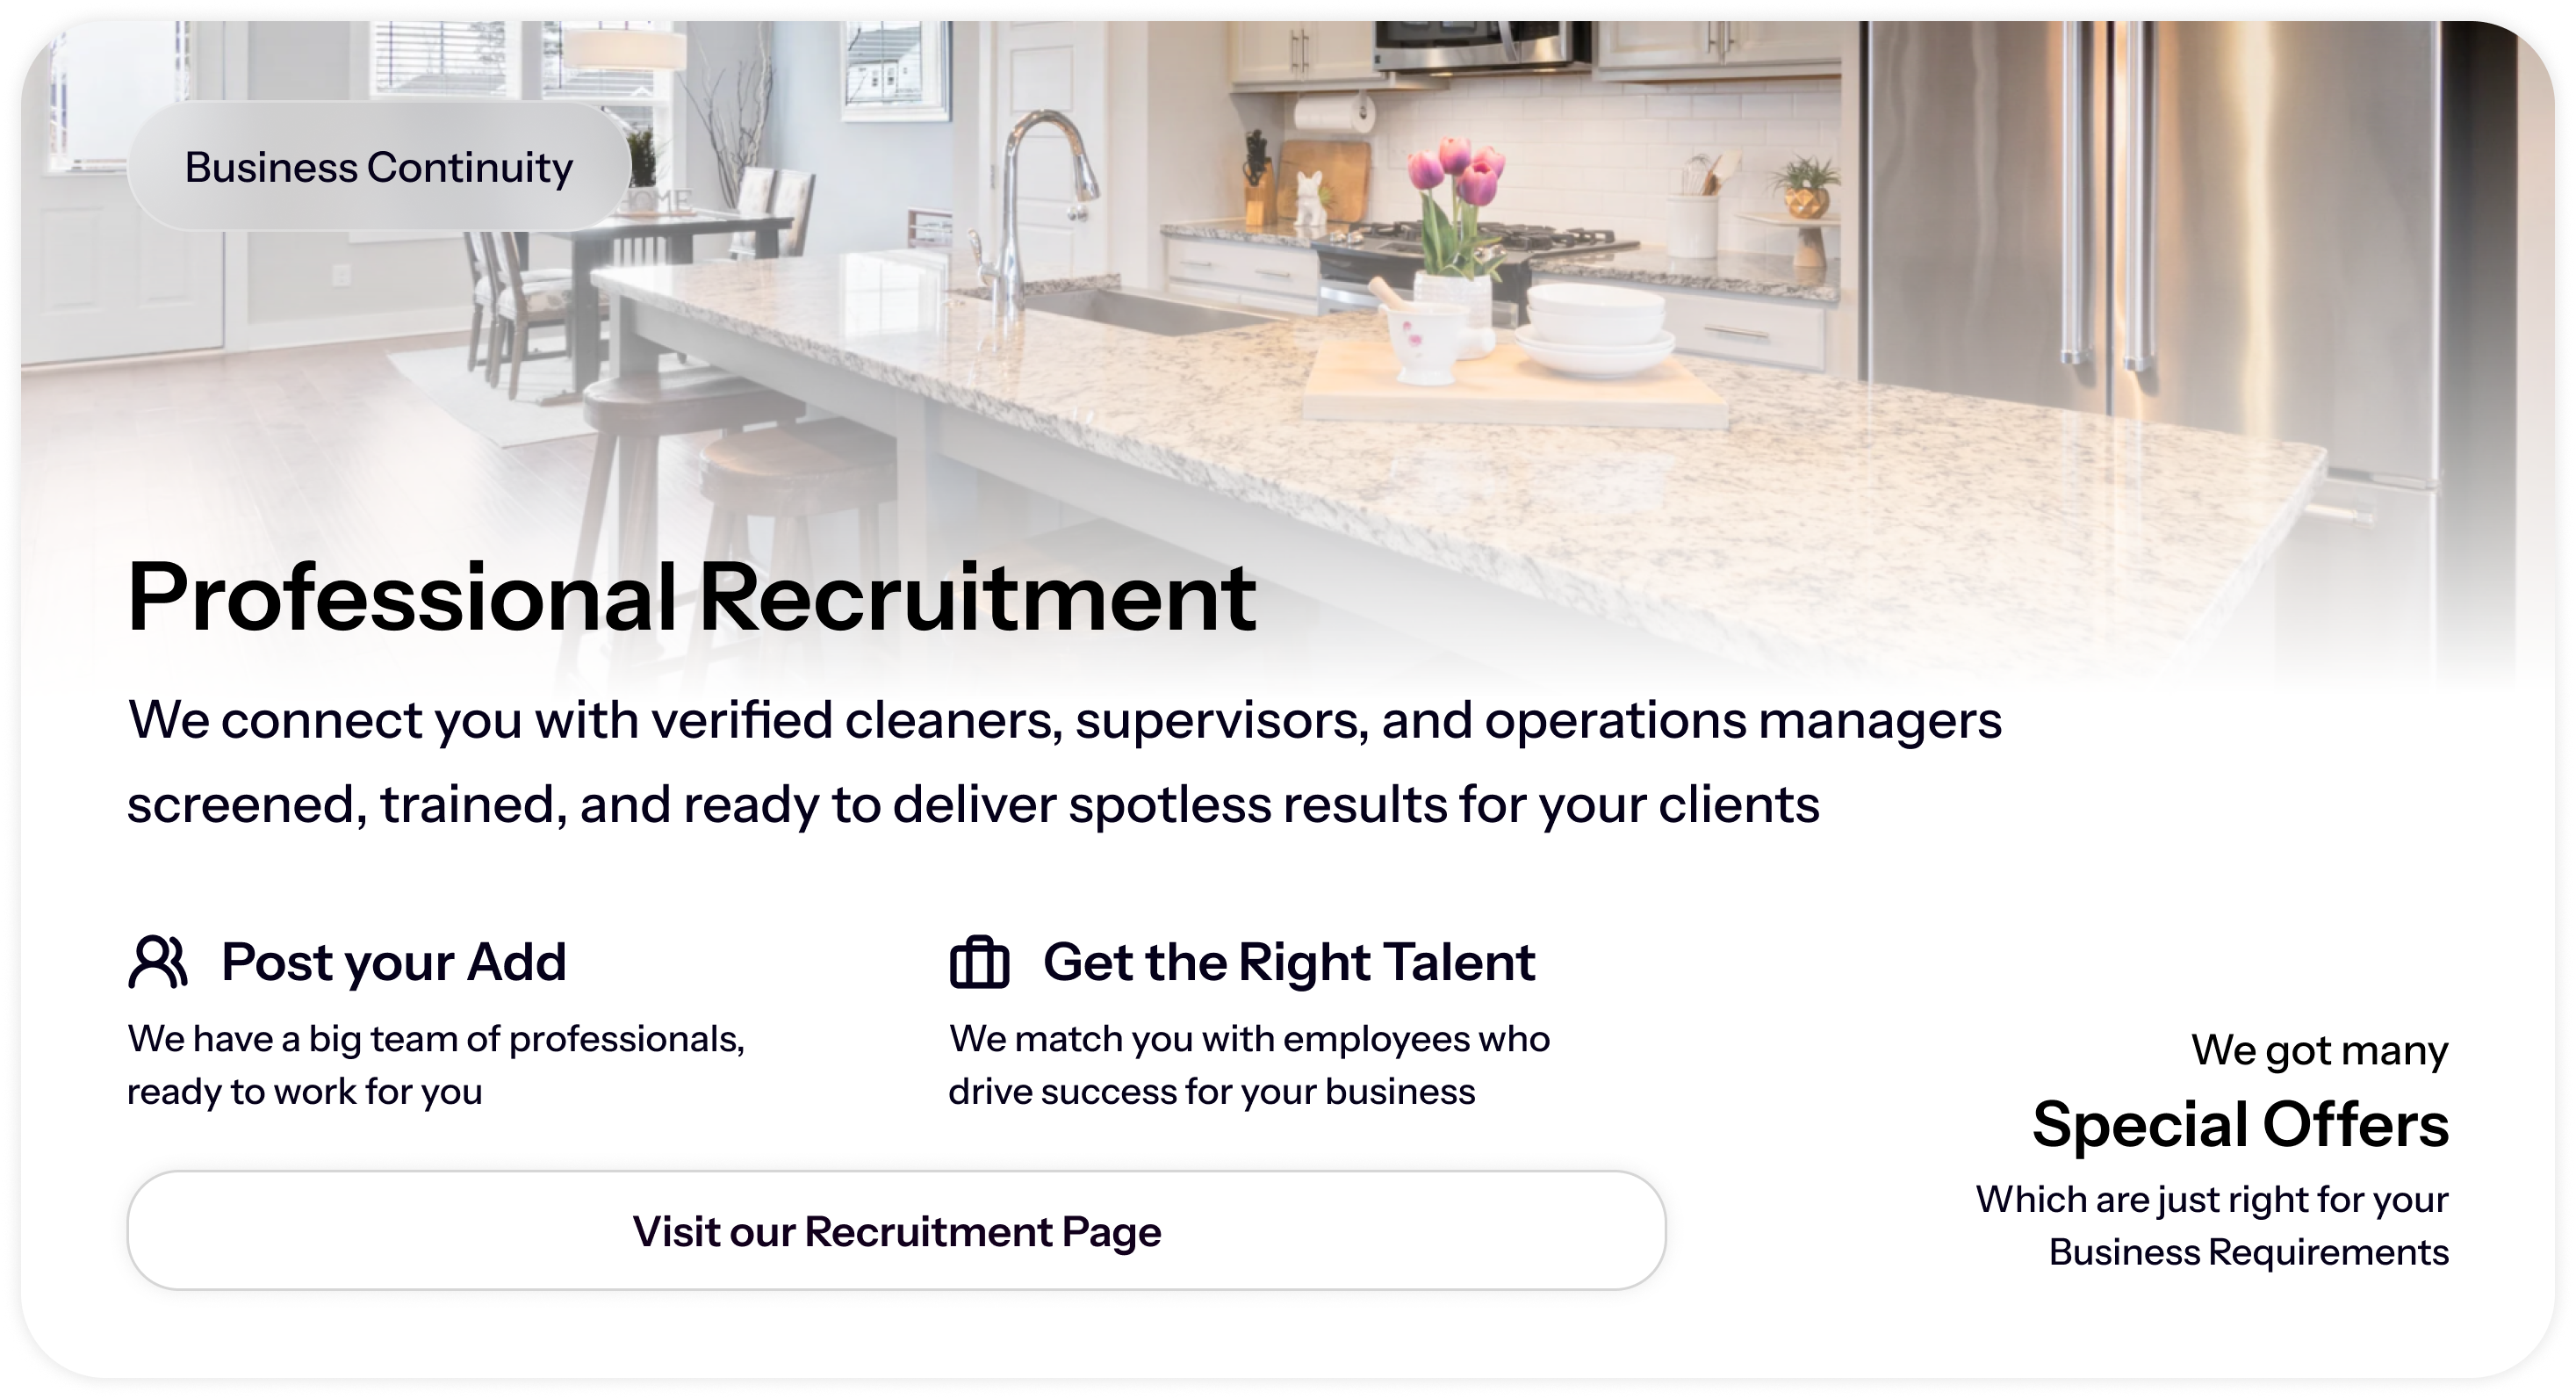 Business Continuity
HOME
Professional Recruitment
We connect you with verified cleaners, supervisors, and operations managers
screened, trained, and ready to deliver spotless results for your clients
Post your Add
We have a big team of professionals,
ready to work for you
Get the Right Talent
We match you with employees who
drive success for your business
Visit our Recruitment Page
We got many
Special Offers
Which are just right for your
Business Requirements